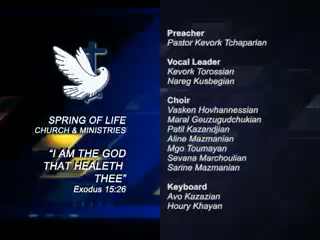 SPRING OF LIFE
CHURCH & MINISTRIES
“I AM THE GOD
THAT HEALETH
THEE”
Exodus 15:26
Preacher
Pastor Kevork Tchaparian
Vocal Leader
Kevork Torossian
Nareg Kusbegian
Choir
Vasken Hovhannessian
Maral Geuzugudchukian
Patil Kazandjian
Aline Mazmanian
Mgo Toumayan
Sevana Marchoulian
Sarine Mazmanian
Keyboard
Avo Kazazian
Houry Khayan